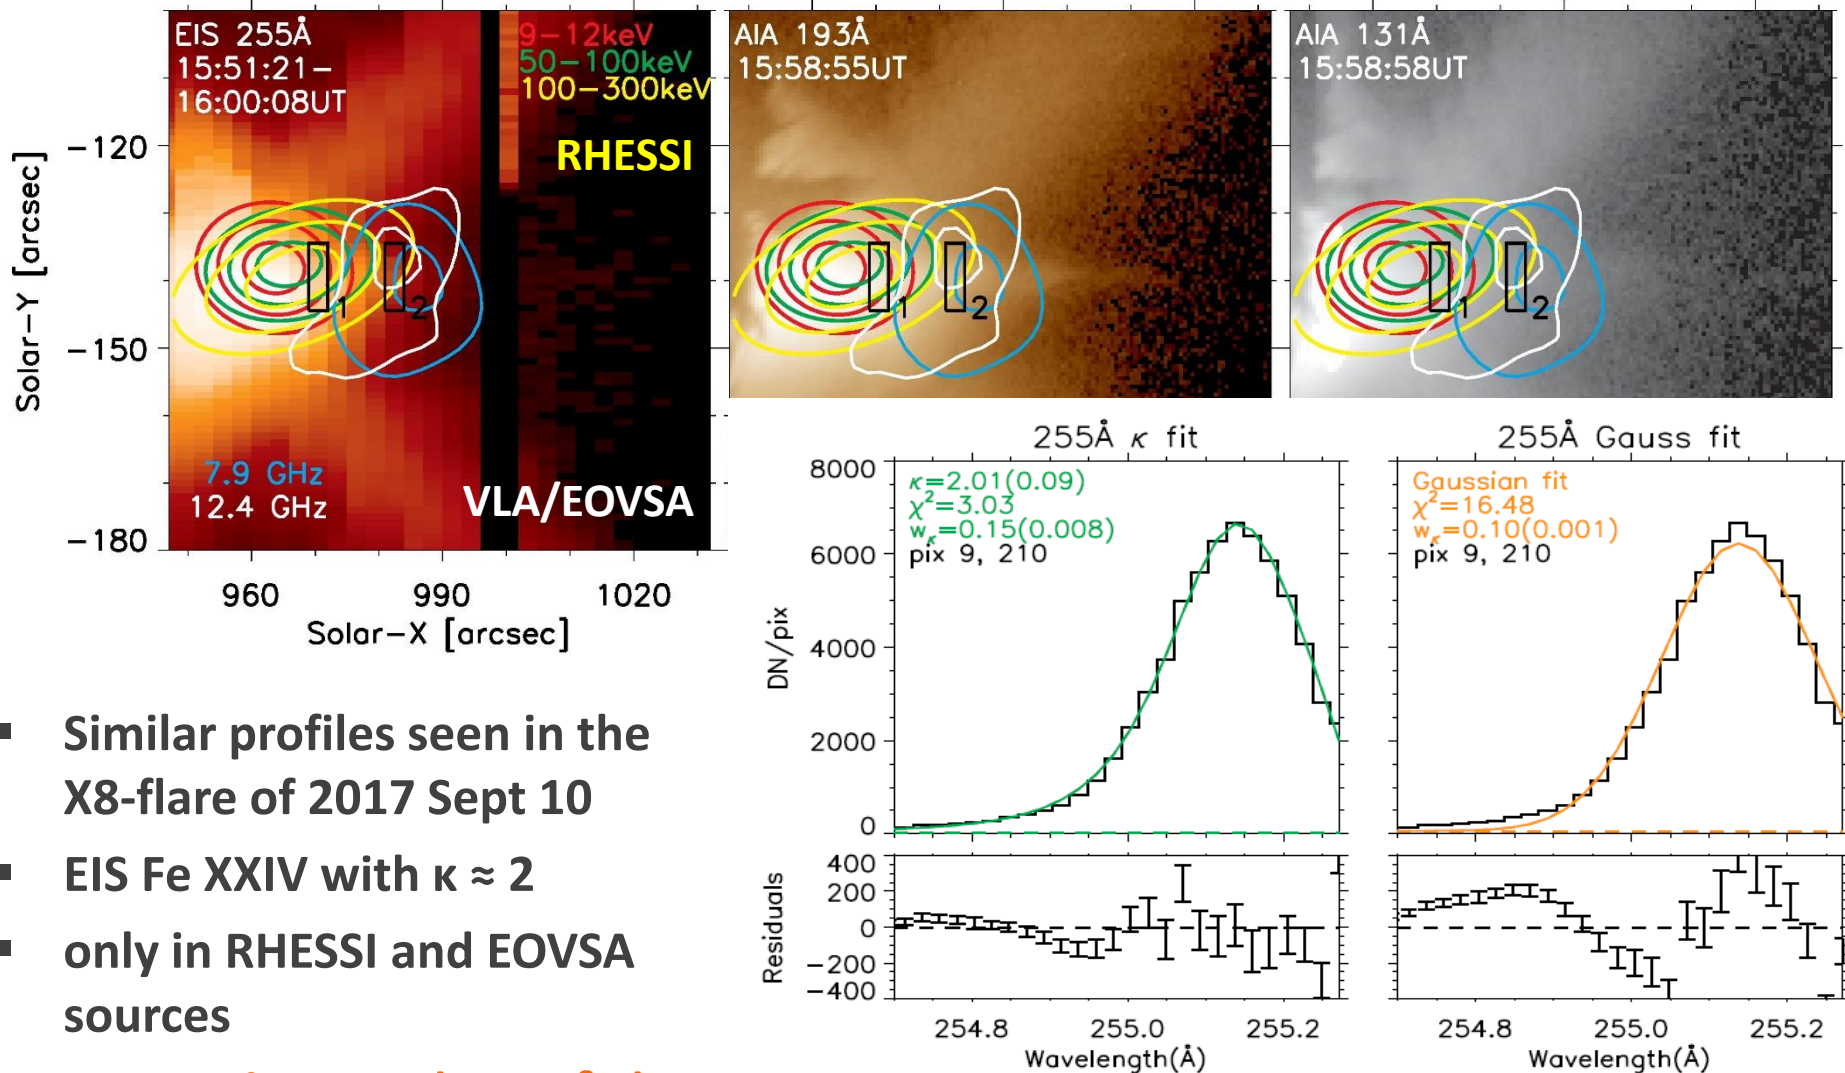 EIS 255Å
15:51:21–
16:00:08UT
9–12keV
50–100keV
100–300keV
RHESSI
1
2
7.9 GHz
12.4 GHz
VLA/EOVSA
Solar–Y [arcsec]
–120
–150
–180
960 990 1020
Solar–X [arcsec]
AIA 193Å
15:58:55UT
1
2
AIA 131Å
15:58:58UT
1
2
255Å κ fit
κ=2.01(0.09)
χ²=3.03
wκ=0.15(0.008)
pix 9, 210
DN/pix
8000
6000
4000
2000
0
Residuals
400
200
0
–200
–400
254.8 255.0 255.2
Wavelength(Å)
255Å Gauss fit
Gaussian fit
χ²=16.48
wκ=0.10(0.001)
pix 9, 210
254.8 255.0 255.2
Wavelength(Å)
▪ Similar profiles seen in the
X8-flare of 2017 Sept 10
▪ EIS Fe XXIV with κ ≈ 2
▪ only in RHESSI and EOVSA
sources